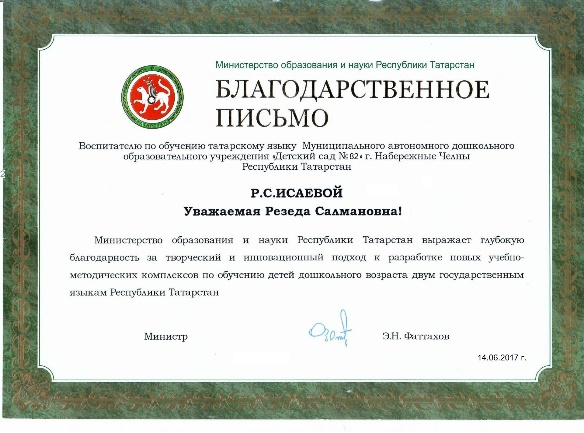 Министерство образования и науки Республики Татарстан
БЛАГОДАРСТВЕННОЕ
ПИСЬМО
Воспитателю по обучению татарскому языку Муниципального автономного дошкольного
образовательного учреждения «Детский сад №82» г. Набережные Челны
Республики Татарстан
Р.С.ИСАЕВОЙ
Уважаемая Резеда Салмановна!
Министерство образования и науки Республики Татарстан выражает глубокую
благодарность за творческий и инновационный подход к разработке новых учебно-
методических комплексов по обучению детей дошкольного возраста двум государственным
языкам Республики Татарстан
Министр Э.Н. Фаттахов
14.06.2017 г.